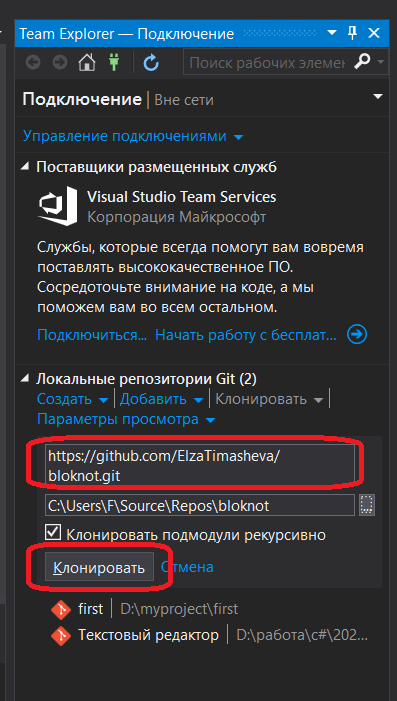 Team Explorer — Подключение
Поиск рабочих элемен
Подключение | Вне сети
Управление подключениями
Поставщики размещенных служб
Visual Studio Team Services
Корпорация Майкрософт
Службы, которые всегда помогут вам вовремя
поставлять высококачественное ПО.
Сосредоточьте внимание на коде, а мы
поможем вам во всем остальном.
Подключиться... Начать работу с бесплат...
Локальные репозитории Git (2)
Создать | Добавить | Клонировать |
Параметры просмотра
https://github.com/ElzaTimasheva/
bloknot.git
C:\Users\F\Source\Repos\bloknot
...
Клонировать подмодули рекурсивно
Клонировать Отмена
first | D:\myproject\first
Текстовый редактор | D:\работа\c#\202...